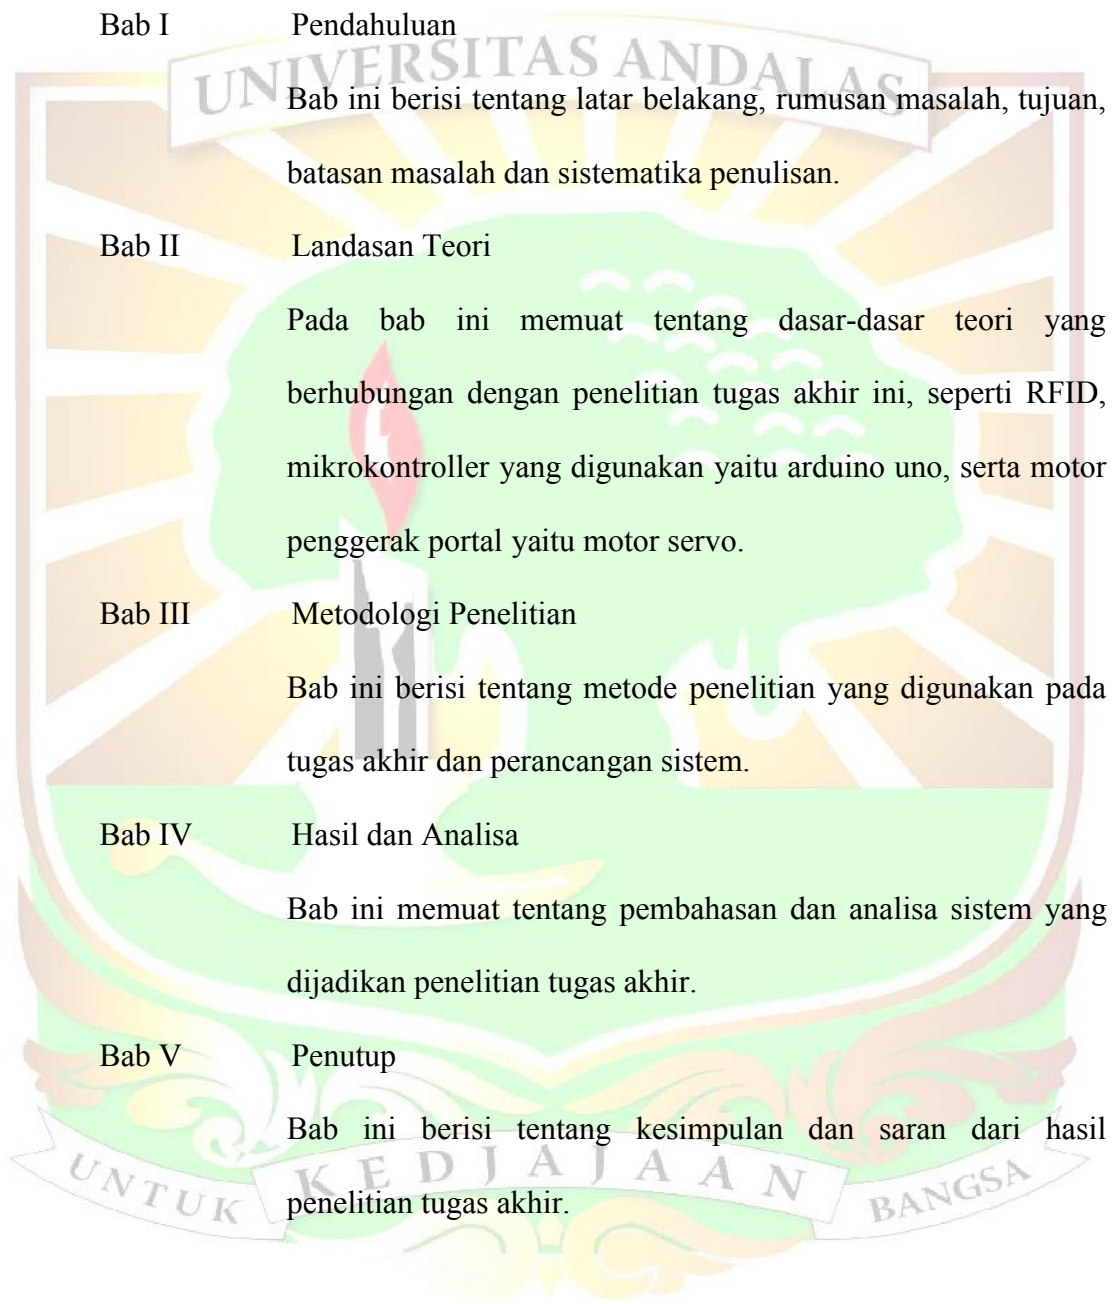 Bab I Pendahuluan
UNIVERSITAS ANDALAS
Bab ini berisi tentang latar belakang, rumusan masalah, tujuan,
batasan masalah dan sistematika penulisan.
Bab II Landasan Teori
Pada bab ini memuat tentang dasar-dasar teori yang
berhubungan dengan penelitian tugas akhir ini, seperti RFID,
mikrokontroller yang digunakan yaitu arduino uno, serta motor
penggerak portal yaitu motor servo.
Bab III Metodologi Penelitian
Bab ini berisi tentang metode penelitian yang digunakan pada
tugas akhir dan perancangan sistem.
Bab IV Hasil dan Analisa
Bab ini memuat tentang pembahasan dan analisa sistem yang
dijadikan penelitian tugas akhir.
Bab V Penutup
Bab ini berisi tentang kesimpulan dan saran dari hasil
penelitian tugas akhir.
UNTUK KEDJAJAAN BANGSA